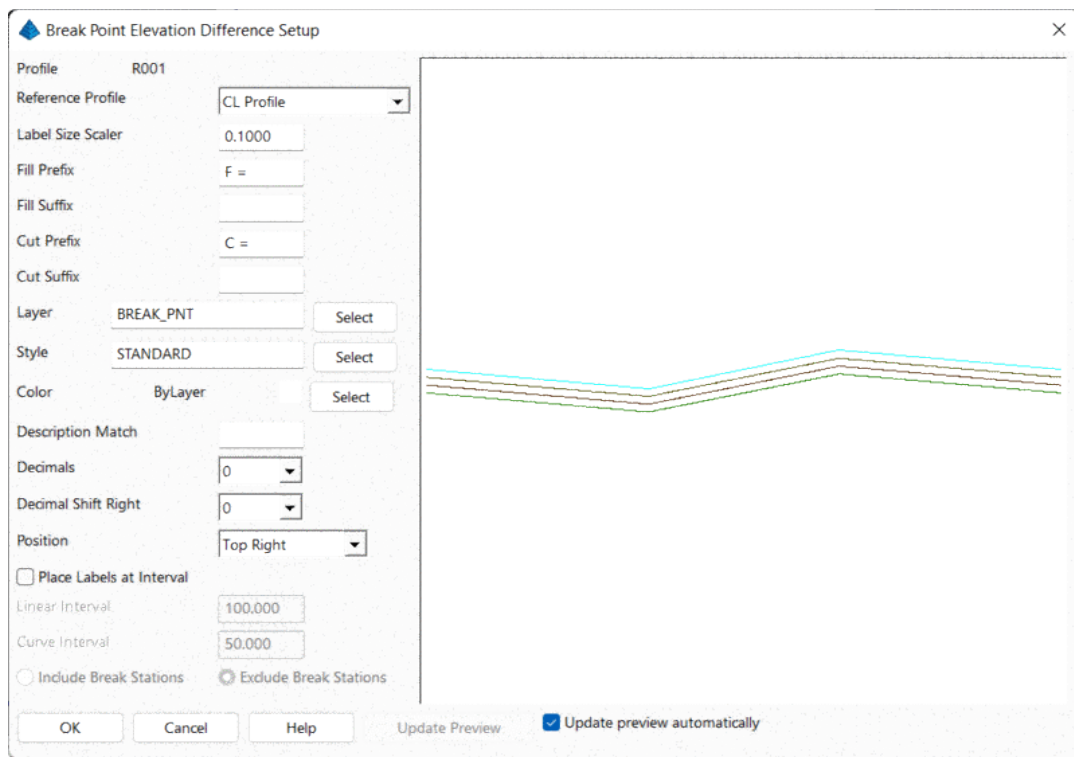 Break Point Elevation Difference Setup
Profile R001
Reference Profile CL Profile
Label Size Scaler 0.1000
Fill Prefix F =
Fill Suffix
Cut Prefix C =
Cut Suffix
Layer BREAK_PNT Select
Style STANDARD Select
Color ByLayer Select
Description Match
Decimals 0
Decimal Shift Right 0
Position Top Right
Place Labels at Interval
Linear Interval 100.000
Curve Interval 50.000
Include Break Stations Exclude Break Stations
OK Cancel Help Update Preview Update preview automatically